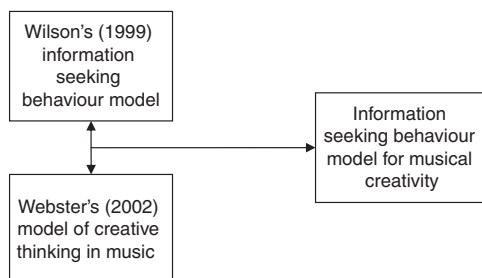 Wilson's (1999)
information
seeking
behaviour model
Information
seeking behaviour
model for musical
creativity
Webster's (2002)
model of creative
thinking in music